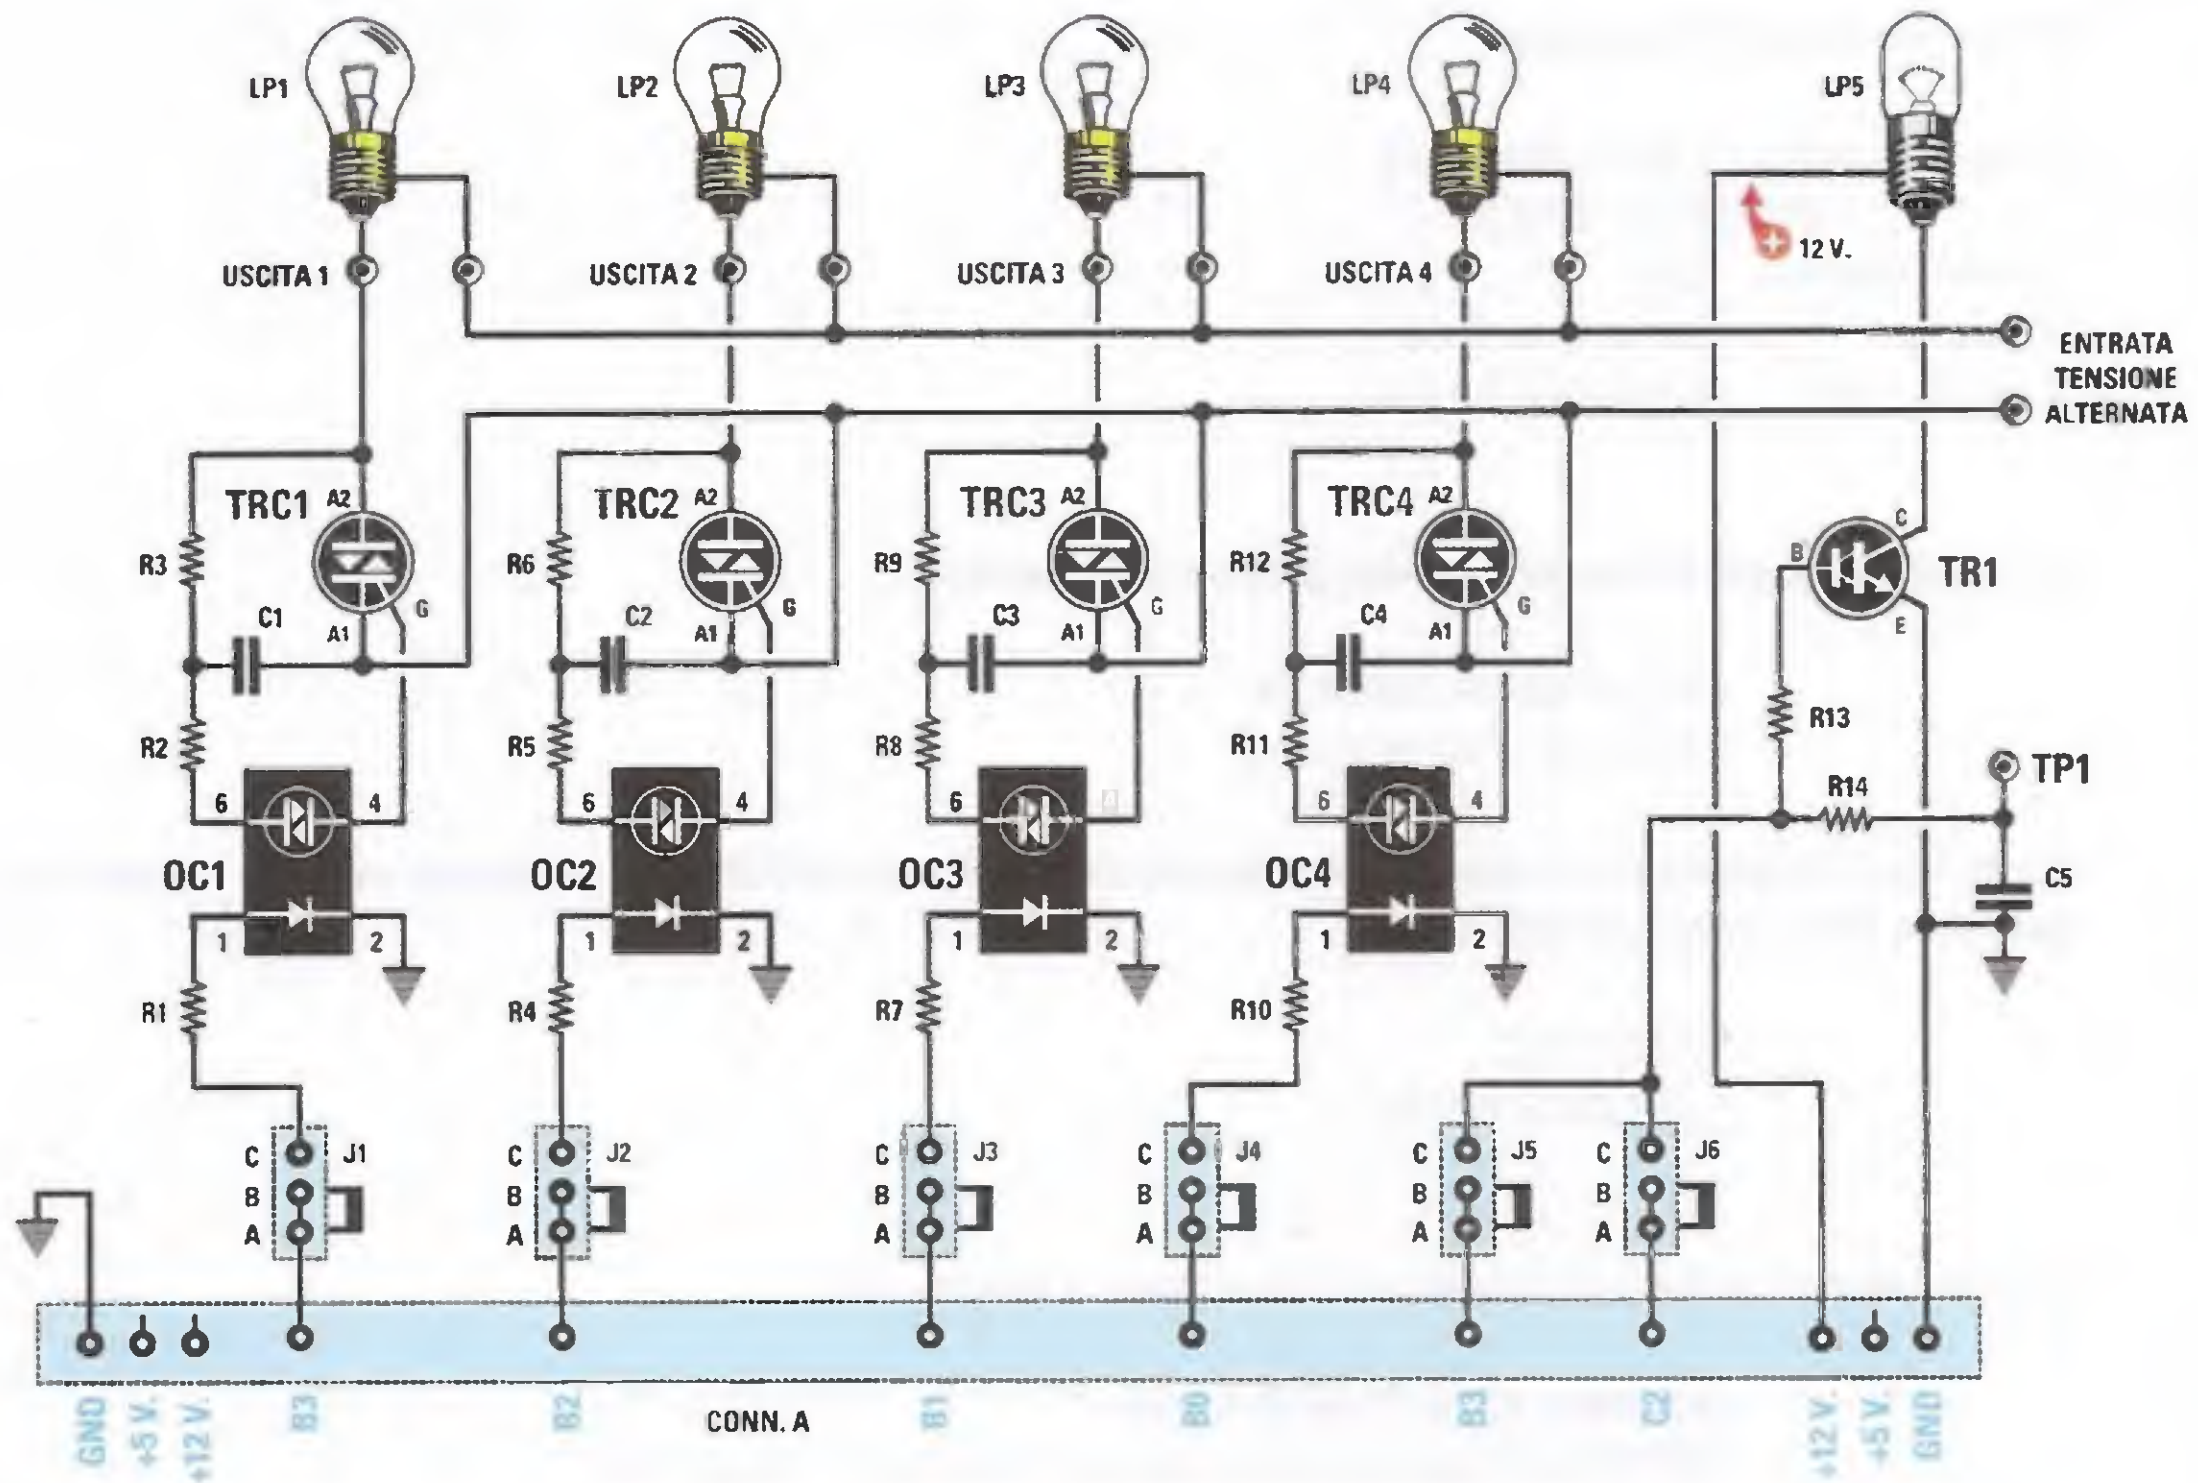 LP1 LP2 LP3 LP4 LP5
12 V.
USCITA 1 USCITA 2 USCITA 3 USCITA 4
ENTRATA
TENSIONE
ALTERNATA
TRC1 A2 TRC2 A2 TRC3 A2 TRC4 A2
C
B
TR1
E
R3 R6 R9 R12
G G G G
C1 C2 C3 C4
A1 A1 A1 A1
R13
R2 R5 R8 R11
TP1
R14
6 4 6 4 6 4 6 4
OC1 OC2 OC3 OC4
C5
1 2 1 2 1 2 1 2
R1 R4 R7 R10
C J1 C J2 C J3 C J4 C J5 C J6
B B B B B B
A A A A A A
GND +5 V. +12 V. B3 B2 B1 B0 B3 C2 +12 V. +5 V. GND
CONN. A